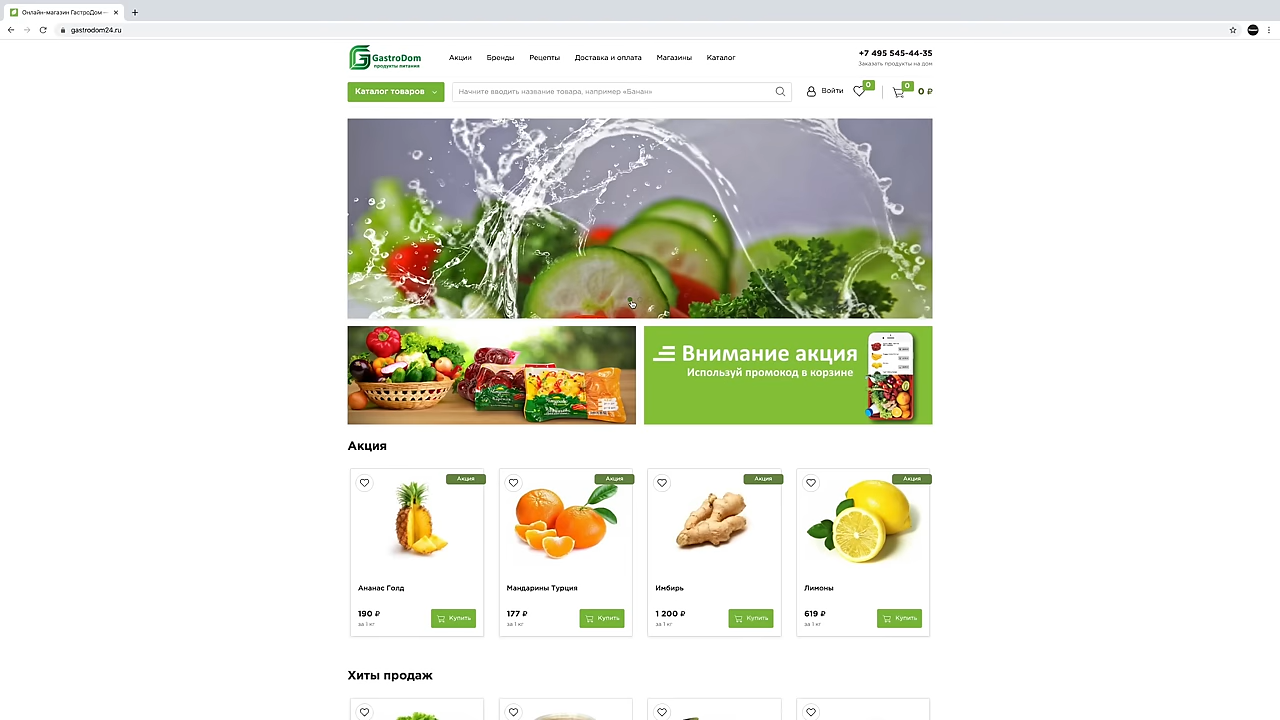 Онлайн-магазин ГастроДом —
gastrodom24.ru
GastroDom
продукты питания
Акции Бренды Рецепты Доставка и оплата Магазины Каталог
+7 495 545-44-35
Заказать продукты на дом
Каталог товаров
Начните вводить название товара, например «Банан»
Войти
0
0
0 ₽
Внимание акция
Используй промокод в корзине
Акция
Акция Акция Акция Акция
Ананас Голд Мандарины Турция Имбирь Лимоны
190 ₽ 177 ₽ 1 200 ₽ 619 ₽
за 1 кг за 1 кг за 1 кг за 1 кг
Купить Купить Купить Купить
Хиты продаж